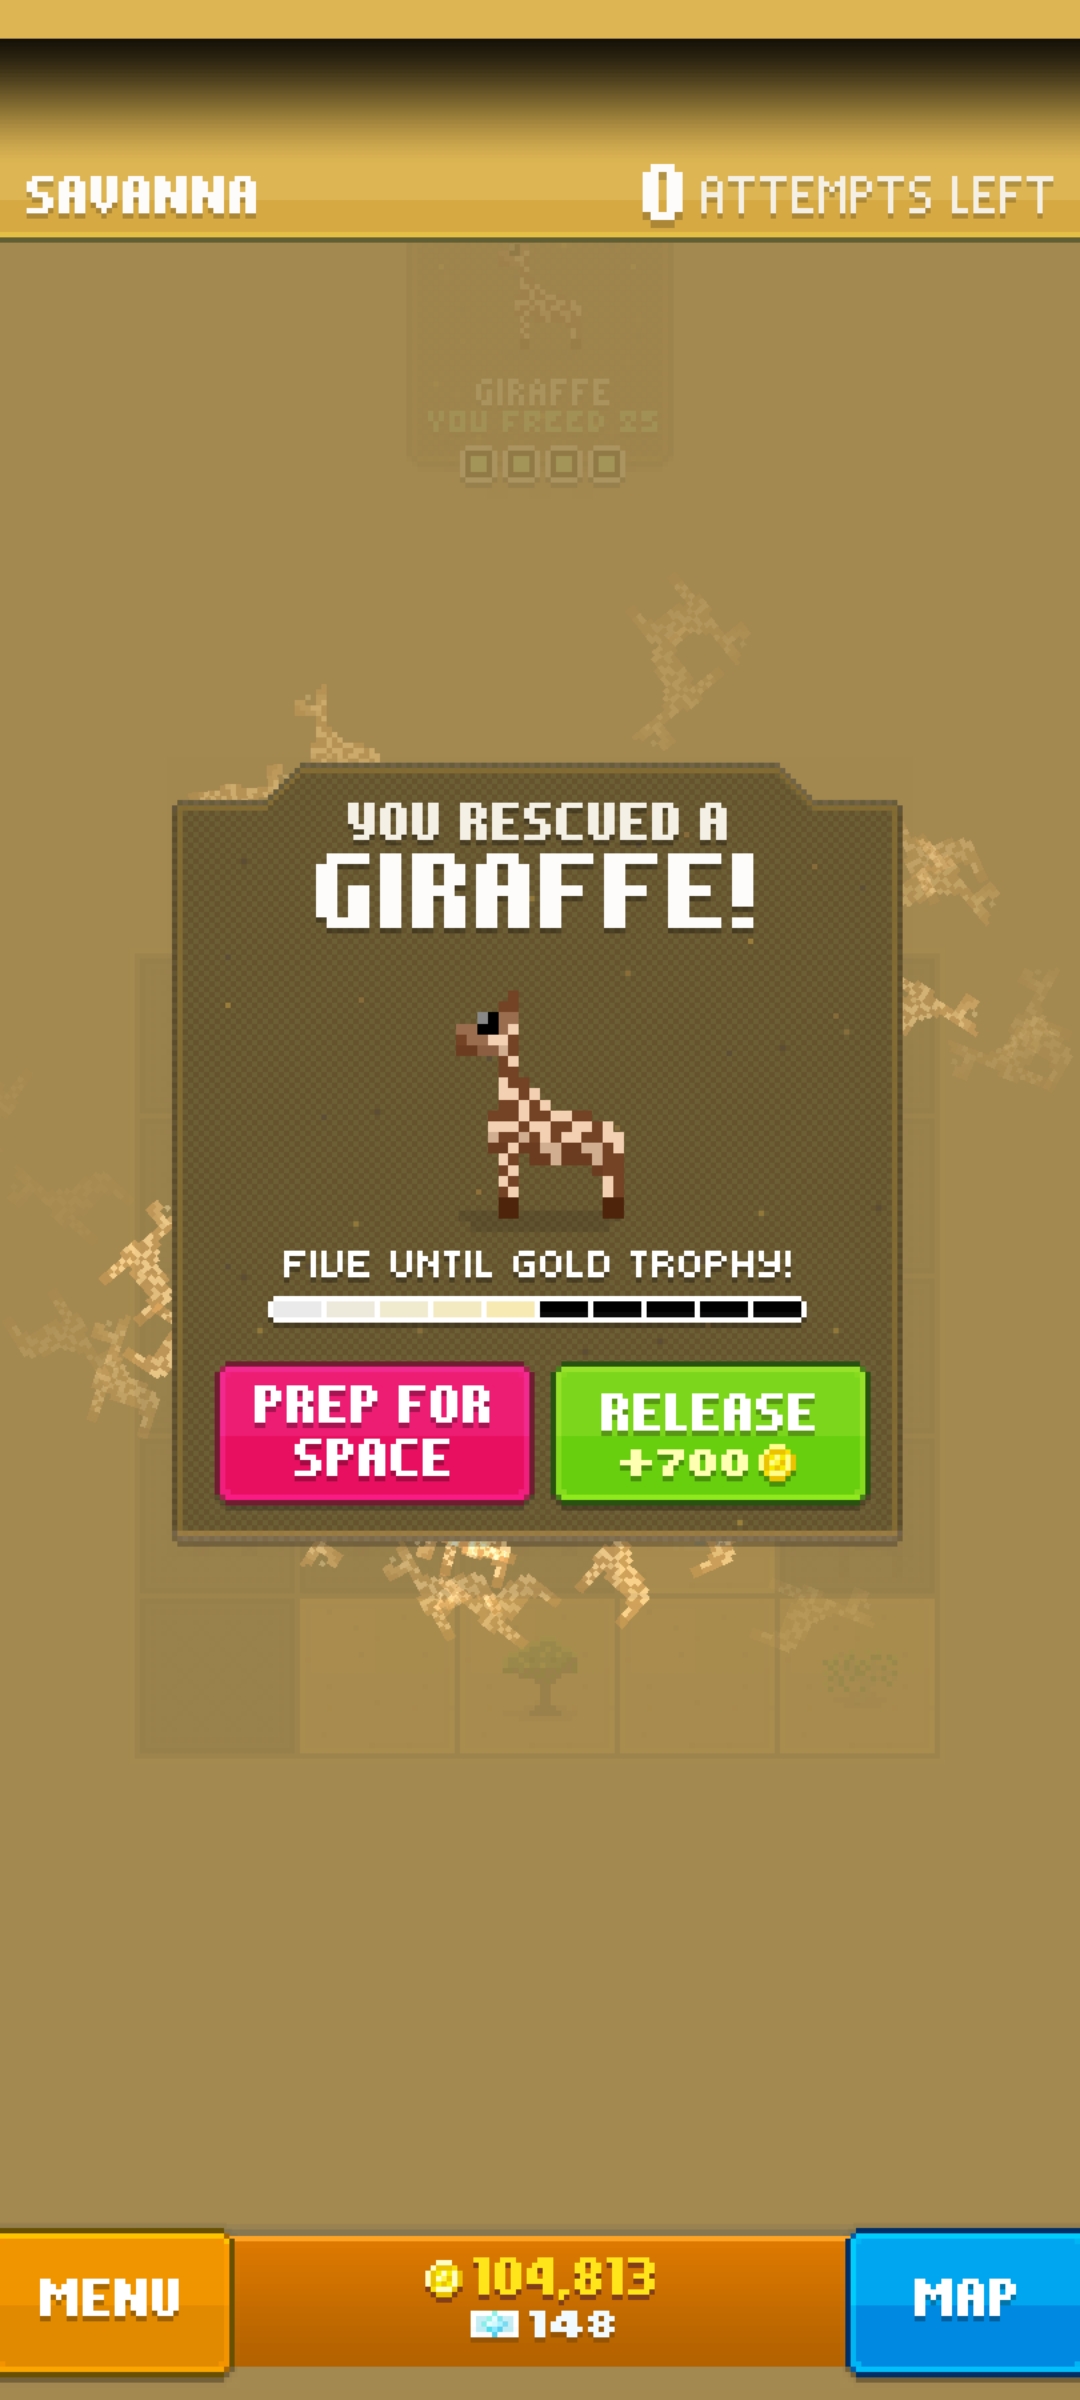 SAVANNA
0 ATTEMPTS LEFT
GIRAFFE
YOU FREED 25
YOU RESCUED A
GIRAFFE!
FIVE UNTIL GOLD TROPHY!
PREP FOR
SPACE
RELEASE
+700
MENU
104,813
148
MAP